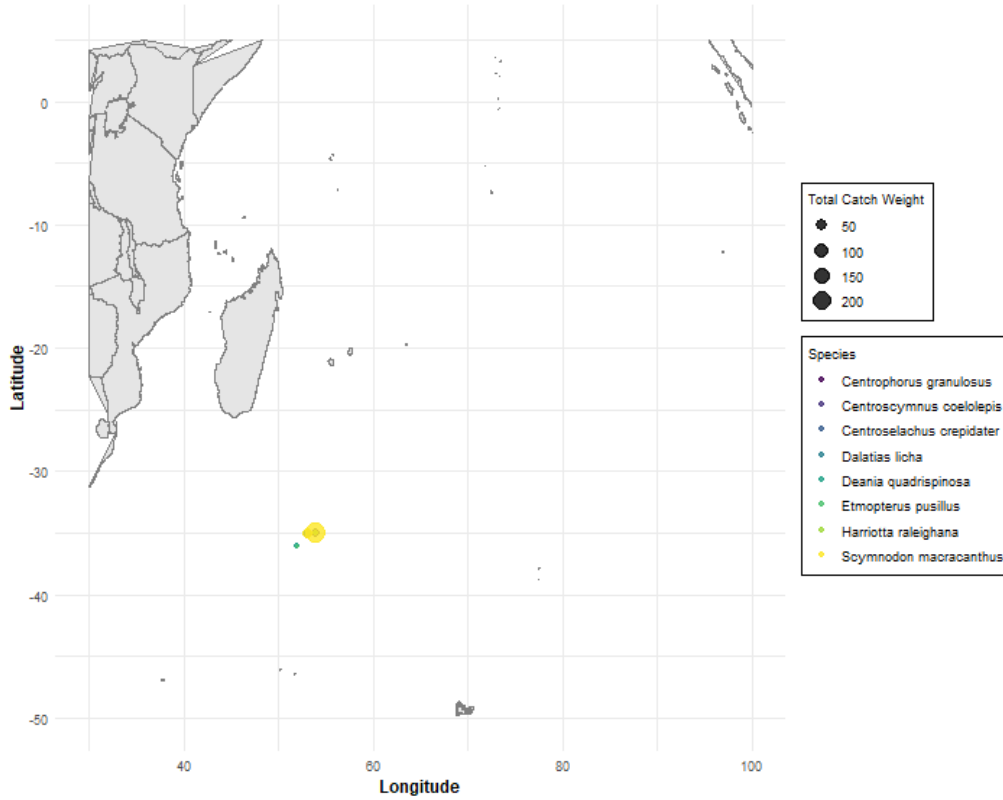 0
-10
-20
-30
-40
-50
Latitude
40
60
80
100
Longitude
Total Catch Weight
50
100
150
200
Species
Centrophorus granulosus
Centroscymnus coelolepis
Centroselachus crepidater
Dalatias licha
Deania quadrispinosa
Etmopterus pusillus
Harriotta raleighana
Scymnodon macracanthus